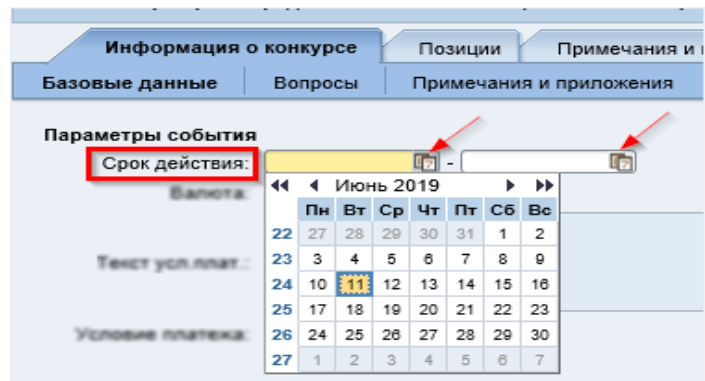 Информация о конкурсе Позиции Примечания и
Базовые данные Вопросы Примечания и приложения
Параметры события
Срок действия: -
Июнь 2019
Валюта:
Пн Вт Ср Чт Пт Сб Вс
22 27 28 29 30 31 1 2
23 3 4 5 6 7 8 9
Текст усл.плат.:
24 10 11 12 13 14 15 16
25 17 18 19 20 21 22 23
Условие платежа:
26 24 25 26 27 28 29 30
27 1 2 3 4 5 6 7